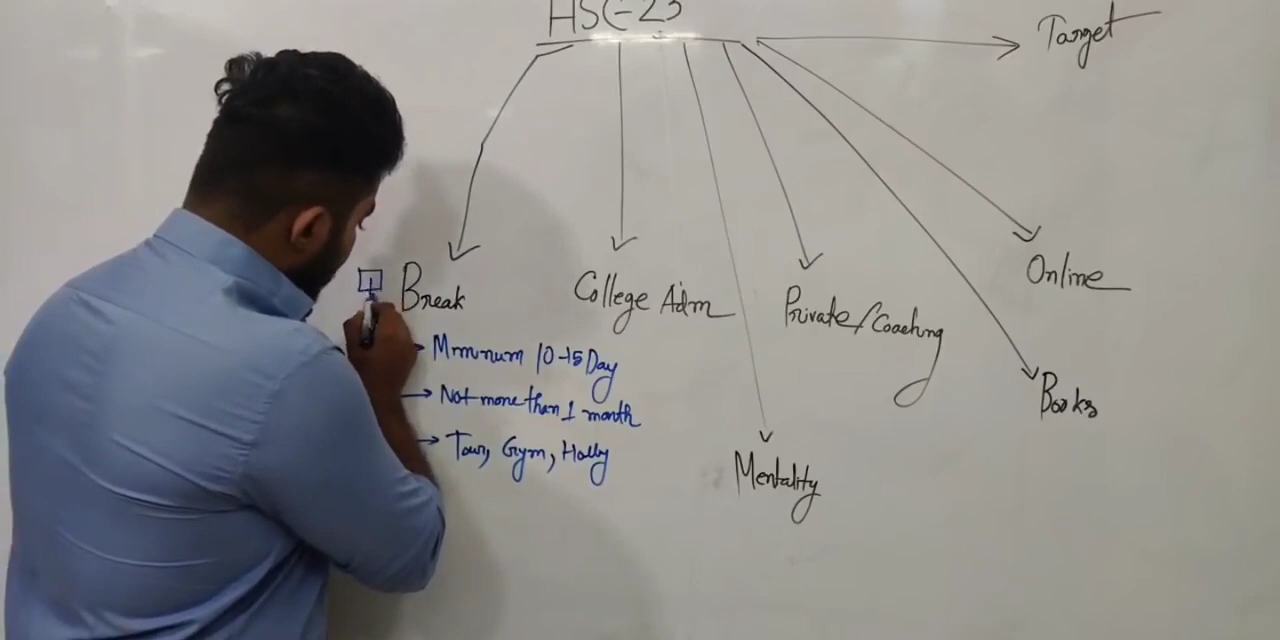 HSC-23
Target
Online
Break
College Adm
Private/Coaching
Minimum 10-15 Day
Not more than 1 month
Books
Tour, Gym,
Mentality